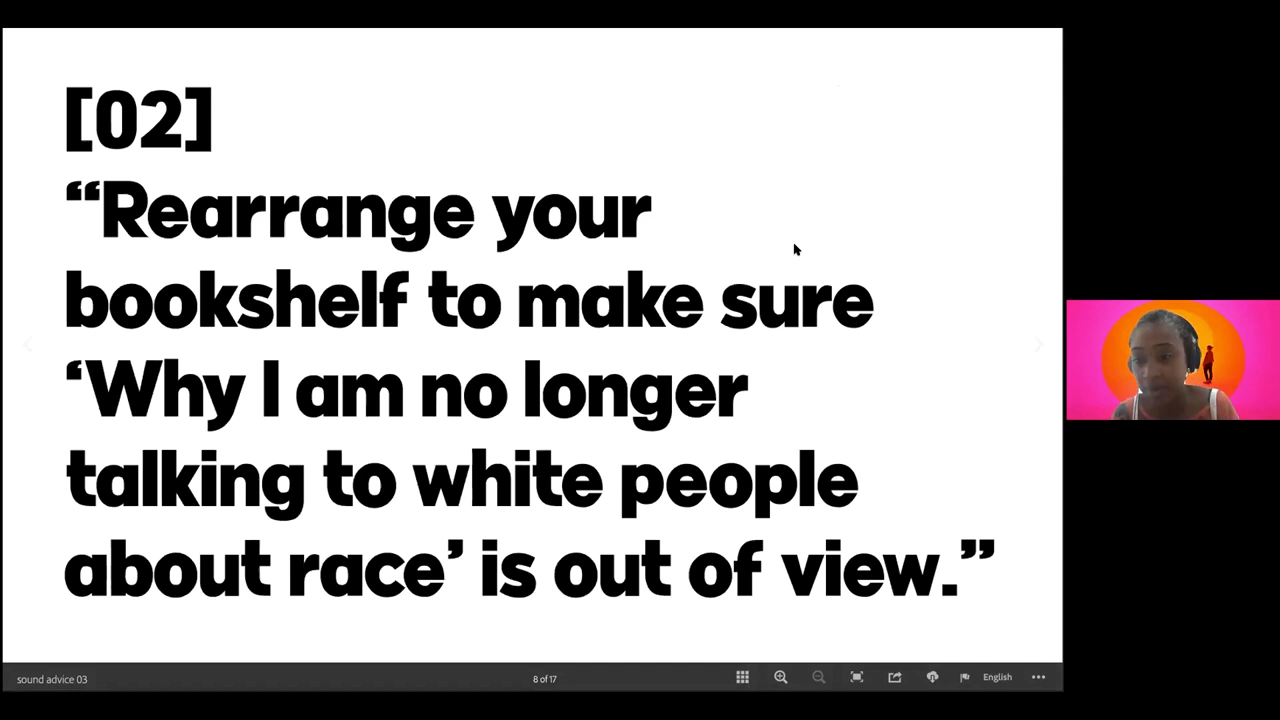 [02]
“Rearrange your
bookshelf to make sure
‘Why I am no longer
talking to white people
about race’ is out of view.”
sound advice 03
8 of 17
English